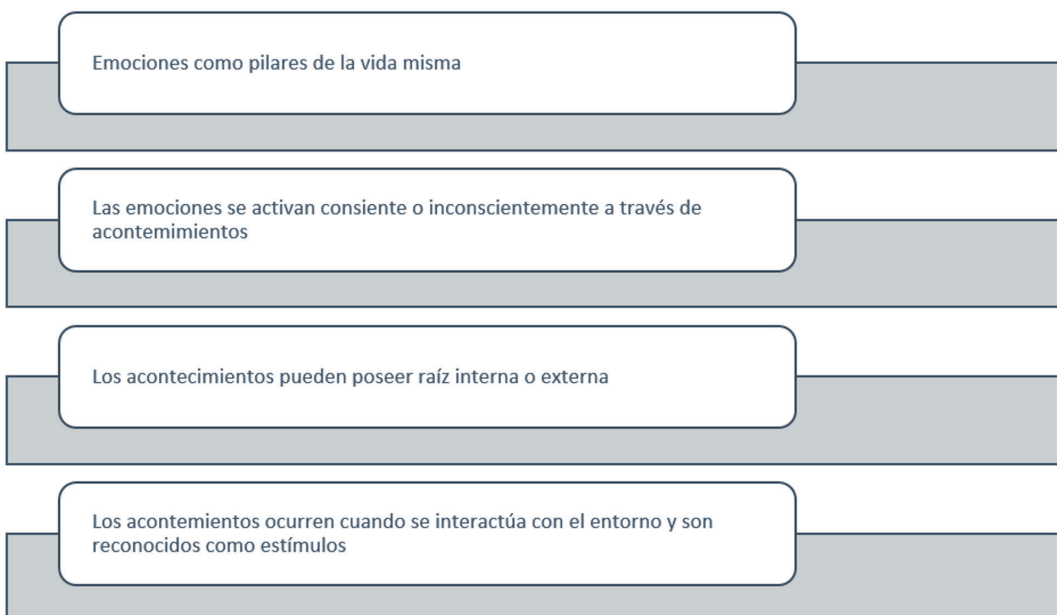 Emociones como pilares de la vida misma
Las emociones se activan consiente o inconscientemente a través de
acontemimientos
Los acontecimientos pueden poseer raíz interna o externa
Los acontemientos ocurren cuando se interactúa con el entorno y son
reconocidos como estímulos